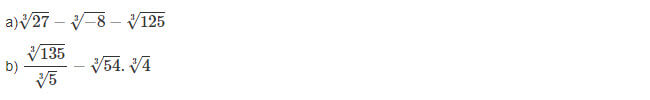 a) ∛27 − ∛−8 − ∛125
b) ∛135 / ∛5 − ∛54. ∛4